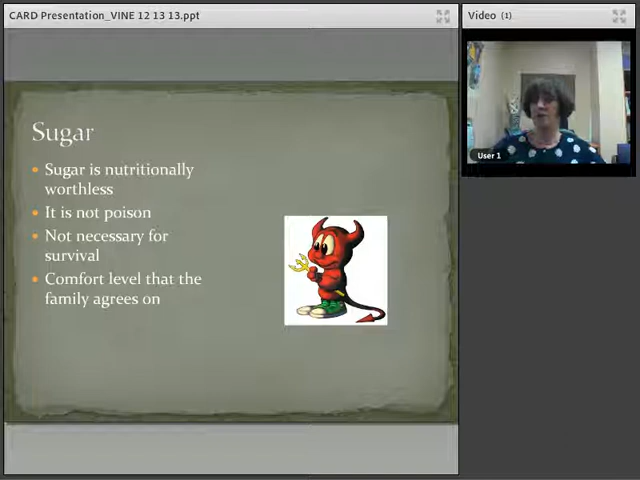 CARD Presentation_VINE 12 13 13.ppt
Video (1)
User 1
Sugar
Sugar is nutritionally
worthless
It is not poison
Not necessary for
survival
Comfort level that the
family agrees on